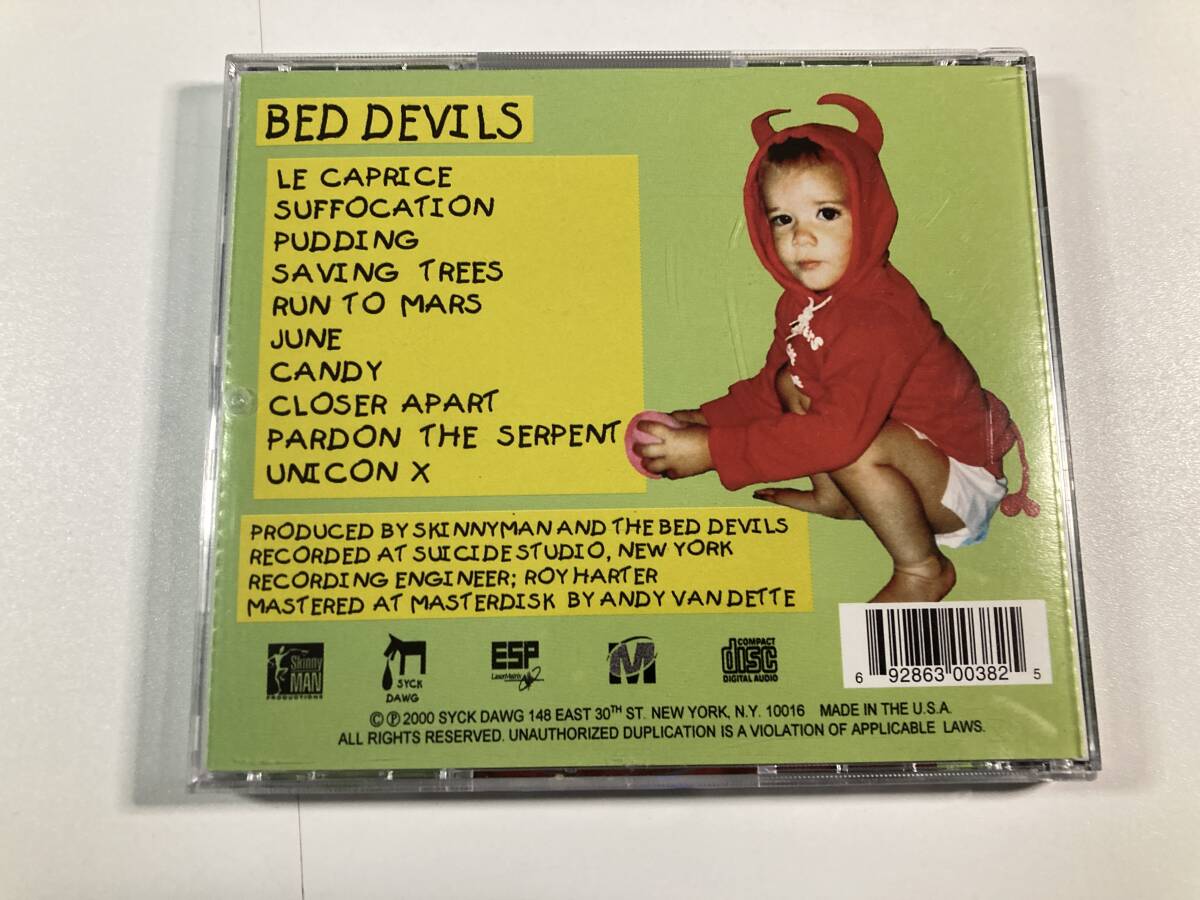 BED DEVILS
LE CAPRICE
SUFFOCATION
PUDDING
SAVING TREES
RUN TO MARS
JUNE
CANDY
CLOSER APART
PARDON THE SERPENT
UNICON X
PRODUCED BY SKINNYMAN AND THE BED DEVILS
RECORDED AT SUICIDE STUDIO, NEW YORK
RECORDING ENGINEER; ROY HARTER
MASTERED AT MASTERDISK BY ANDY VAN DETTE
Skinny
MAN
PRODUCTIONS
SYCK
DAWG
ESP
LaserMatrix
M
COMPACT
disc
DIGITAL AUDIO
6 92863 00382 5
© ℗ 2000 SYCK DAWG 148 EAST 30TH ST. NEW YORK, N.Y. 10016 MADE IN THE U.S.A.
ALL RIGHTS RESERVED. UNAUTHORIZED DUPLICATION IS A VIOLATION OF APPLICABLE LAWS.